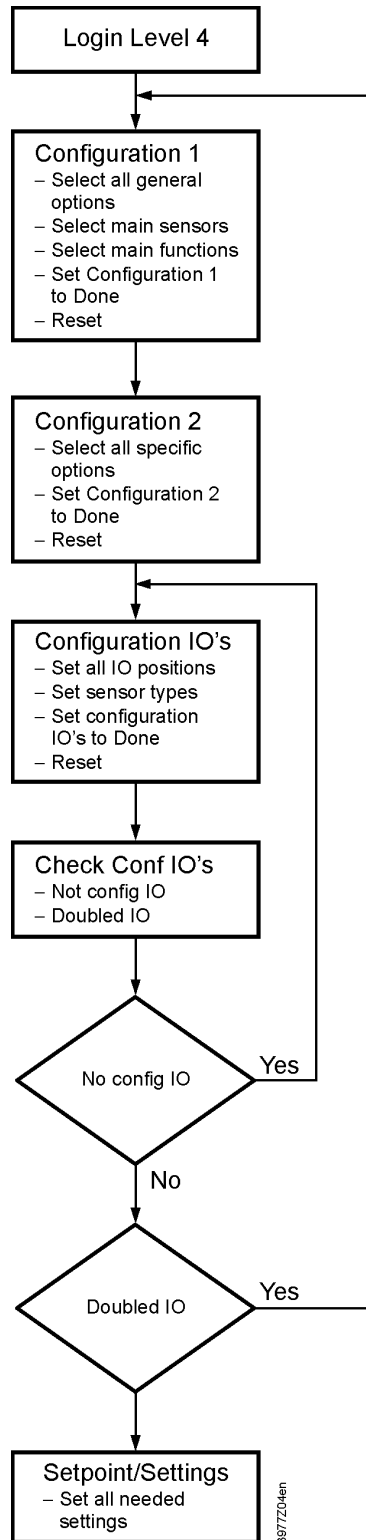 Login Level 4
Configuration 1
– Select all general
options
– Select main sensors
– Select main functions
– Set Configuration 1
to Done
– Reset
Configuration 2
– Select all specific
options
– Set Configuration 2
to Done
– Reset
Configuration IO's
– Set all IO positions
– Set sensor types
– Set configuration
IO's to Done
– Reset
Check Conf IO's
– Not config IO
– Doubled IO
No config IO
Yes
No
Doubled IO
Yes
Setpoint/Settings
– Set all needed
settings